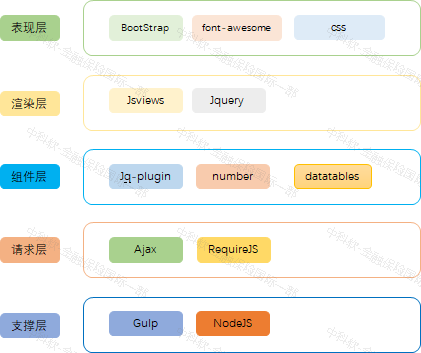 表现层
BootStrap
font-awesome
css
渲染层
Jsviews
Jquery
组件层
Jq-plugin
number
datatables
请求层
Ajax
RequireJS
支撑层
Gulp
NodeJS